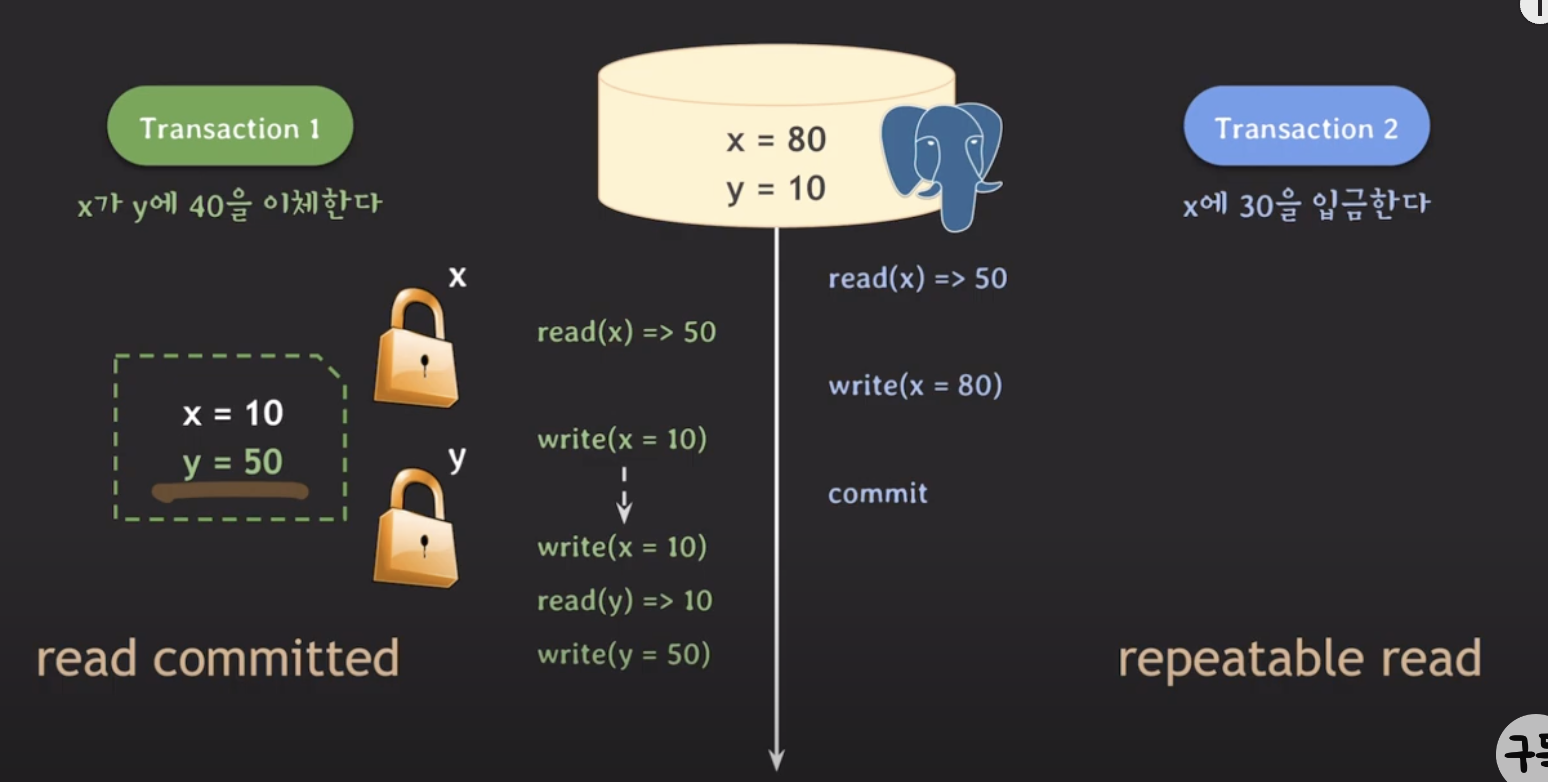 Transaction 1
x가 y에 40을 이체한다
x = 80
y = 10
Transaction 2
x에 30을 입금한다
read(x) => 50
x
read(x) => 50
write(x = 80)
x = 10
write(x = 10)
y = 50
y
commit
write(x = 10)
read(y) => 10
write(y = 50)
read committed
repeatable read